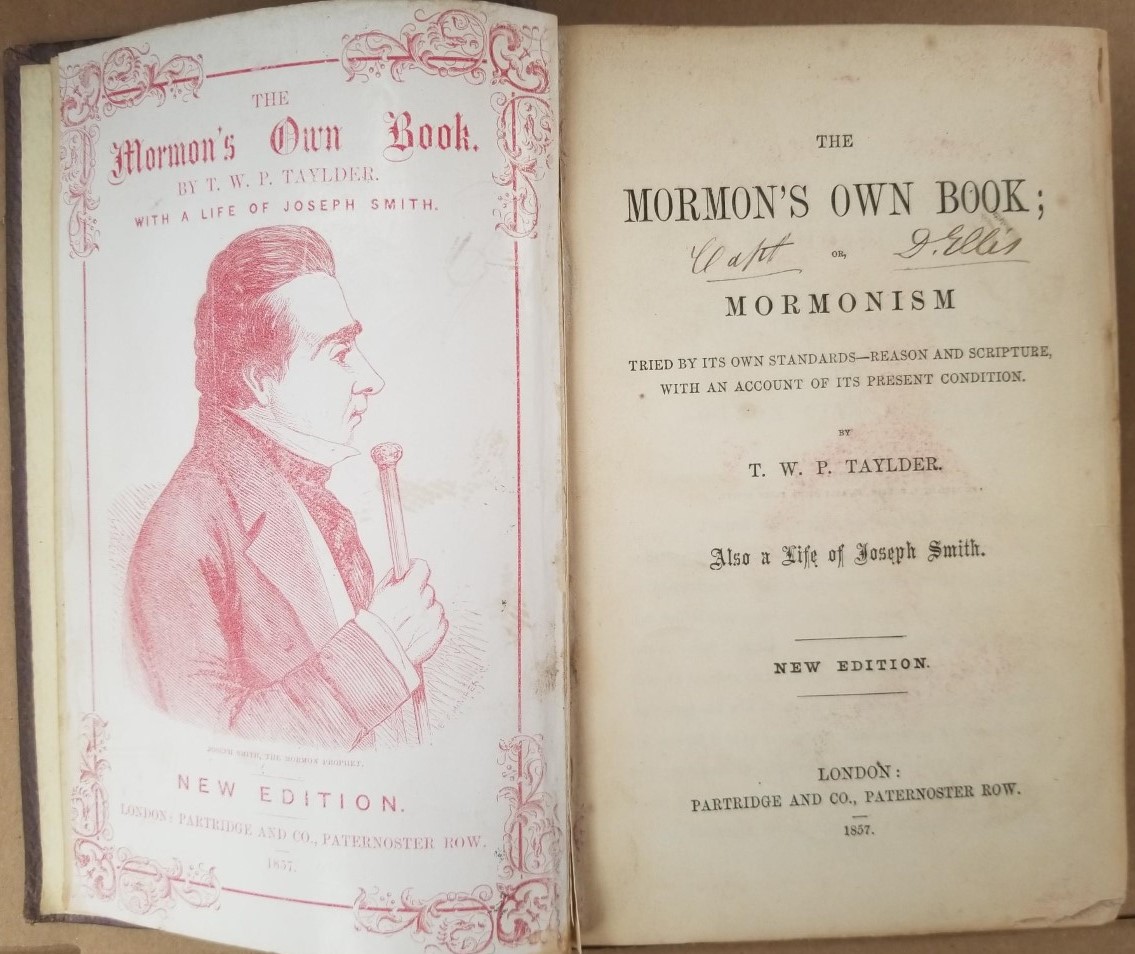 THE
Mormon's Own Book.
BY T. W. P. TAYLDER.
WITH A LIFE OF JOSEPH SMITH.
JOSEPH SMITH, THE MORMON PROPHET.
NEW EDITION.
LONDON: PARTRIDGE AND CO., PATERNOSTER ROW.
1857.
THE
MORMON'S OWN BOOK;
Capt OR, D. Ellis
MORMONISM
TRIED BY ITS OWN STANDARDS—REASON AND SCRIPTURE,
WITH AN ACCOUNT OF ITS PRESENT CONDITION.
BY
T. W. P. TAYLDER.
Also a Life of Joseph Smith.
NEW EDITION.
LONDON:
PARTRIDGE AND CO., PATERNOSTER ROW.
1857.